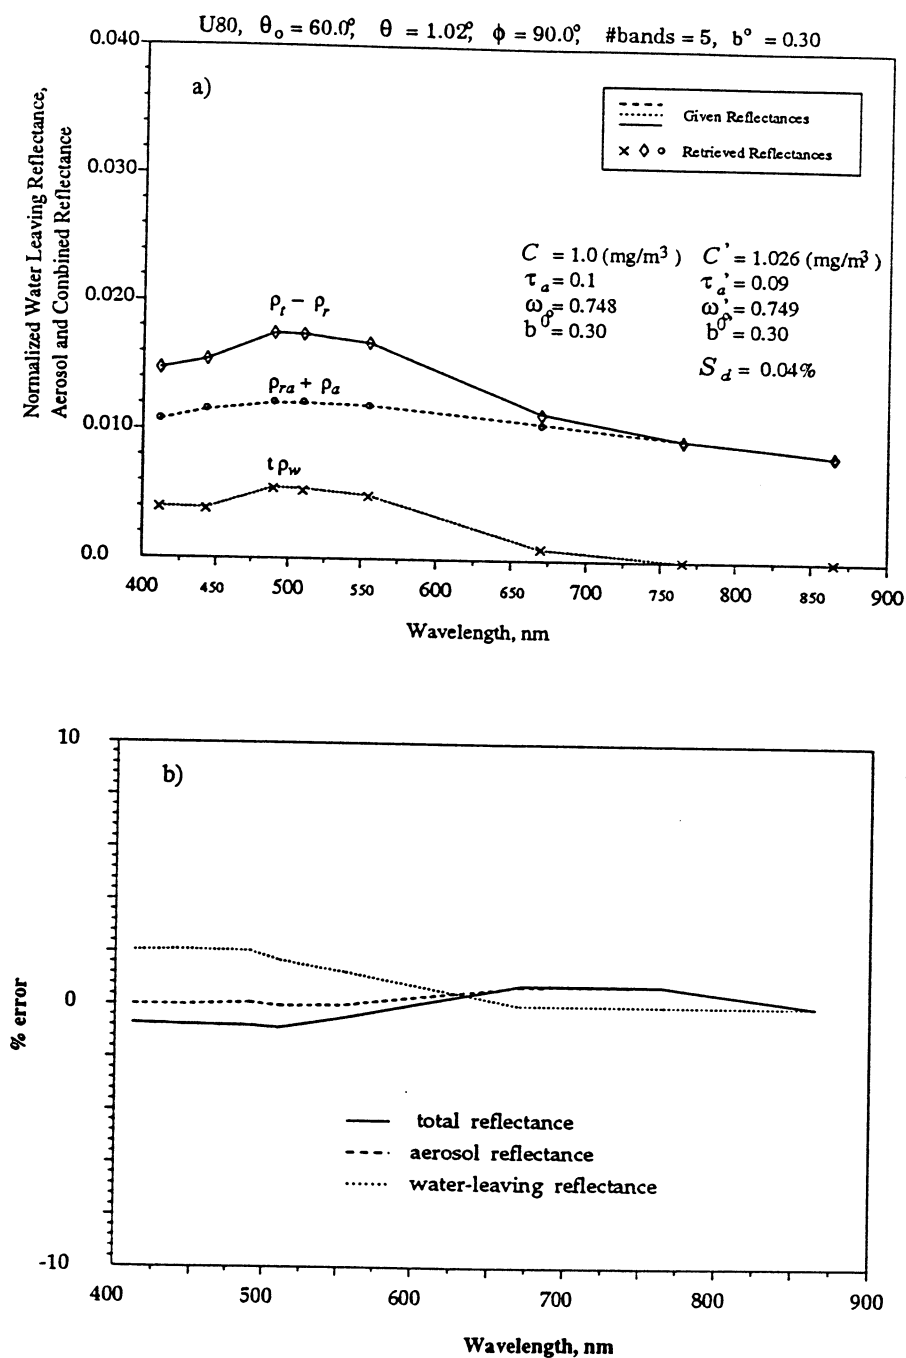 U80, θo = 60.0°, θ = 1.02°, ϕ = 90.0°, #bands = 5, b° = 0.30
0.040
a)
Given Reflectances
Retrieved Reflectances
Normalized Water Leaving Reflectance,
Aerosol and Combined Reflectance
0.030
C = 1.0 (mg/m³) C' = 1.026 (mg/m³)
τa = 0.1 τa' = 0.09
ωo = 0.748 ωo' = 0.749
b° = 0.30 b° = 0.30
Sd = 0.04%
0.020
ρt − ρr
ρra + ρa
0.010
tρw
0.0
400 450 500 550 600 650 700 750 800 850 900
Wavelength, nm
10
b)
% error
0
total reflectance
aerosol reflectance
water-leaving reflectance
-10
400 500 600 700 800 900
Wavelength, nm